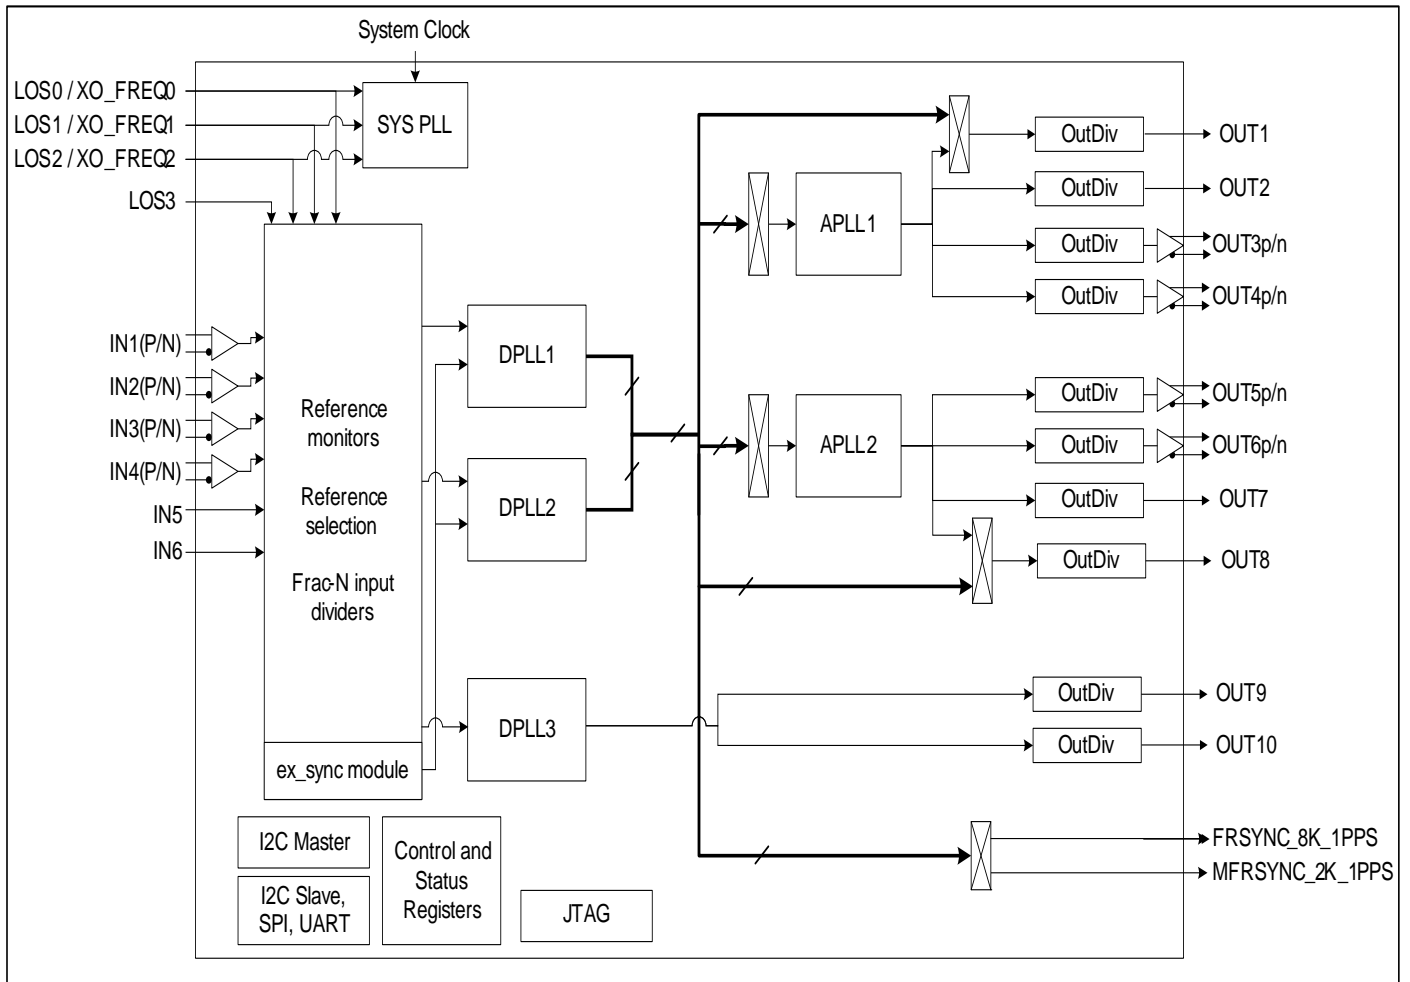 System Clock
LOS0 / XO_FREQ0
LOS1 / XO_FREQ1
LOS2 / XO_FREQ2
LOS3
SYS PLL
IN1(P/N)
IN2(P/N)
IN3(P/N)
IN4(P/N)
IN5
IN6
Reference
monitors
Reference
selection
Frac-N input
dividers
ex_sync module
DPLL1
DPLL2
DPLL3
APLL1
APLL2
OutDiv
OUT1
OutDiv
OUT2
OutDiv
OUT3p/n
OutDiv
OUT4p/n
OutDiv
OUT5p/n
OutDiv
OUT6p/n
OutDiv
OUT7
OutDiv
OUT8
OutDiv
OUT9
OutDiv
OUT10
FRSYNC_8K_1PPS
MFRSYNC_2K_1PPS
I2C Master
I2C Slave,
SPI, UART
Control and
Status
Registers
JTAG